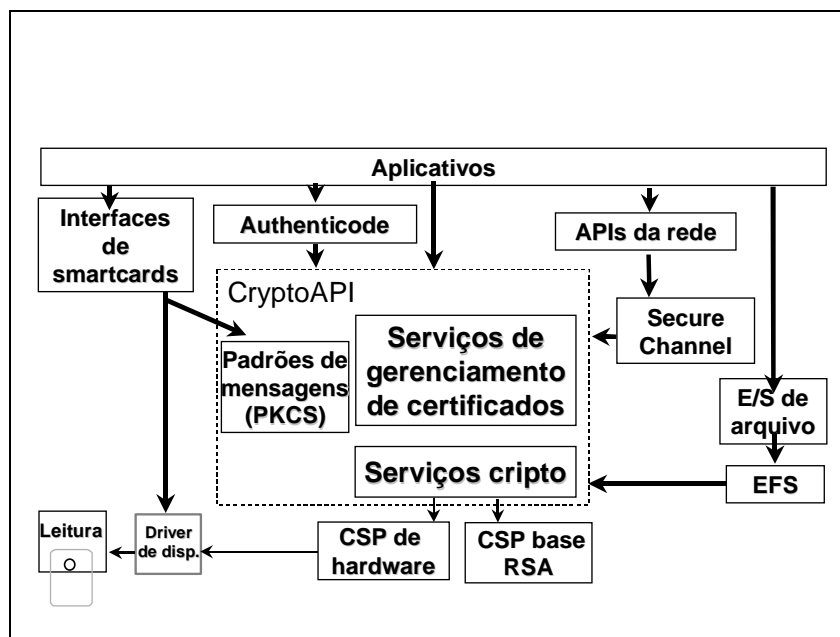 Aplicativos
Interfaces
de
smartcards
Authenticode
APIs da rede
CryptoAPI
Secure
Channel
Serviços de
gerenciamento
de certificados
Padrões de
mensagens
(PKCS)
E/S de
arquivo
Serviços cripto
EFS
Leitura
Driver
de disp.
CSP de
hardware
CSP base
RSA